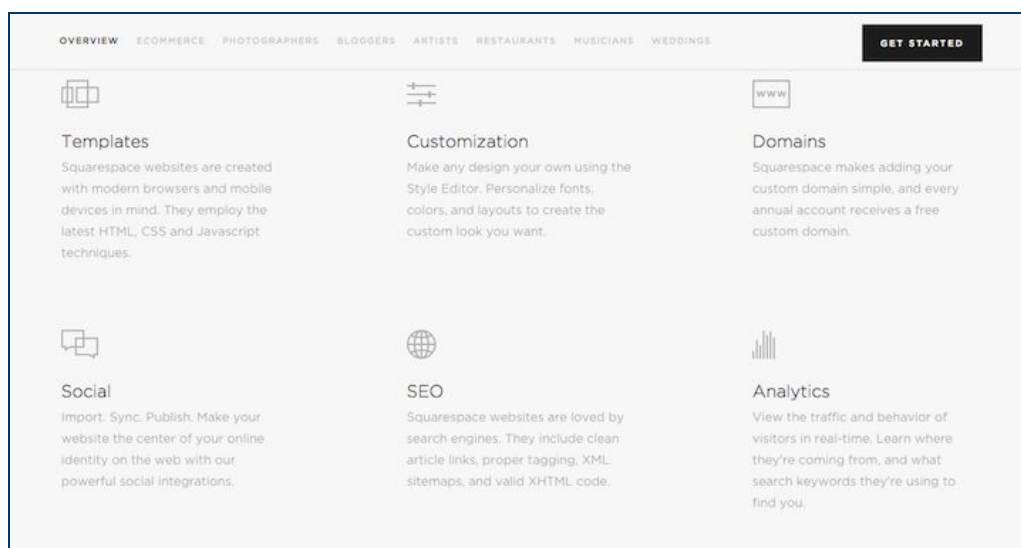 OVERVIEW ECOMMERCE PHOTOGRAPHERS BLOGGERS ARTISTS RESTAURANTS MUSICIANS WEDDINGS GET STARTED
Templates
Squarespace websites are created
with modern browsers and mobile
devices in mind. They employ the
latest HTML, CSS and Javascript
techniques.
Customization
Make any design your own using the
Style Editor. Personalize fonts,
colors, and layouts to create the
custom look you want.
WWW
Domains
Squarespace makes adding your
custom domain simple, and every
annual account receives a free
custom domain.
Social
Import. Sync. Publish. Make your
website the center of your online
identity on the web with our
powerful social integrations.
SEO
Squarespace websites are loved by
search engines. They include clean
article links, proper tagging, XML
sitemaps, and valid XHTML code.
Analytics
View the traffic and behavior of
visitors in real-time. Learn where
they're coming from, and what
search keywords they're using to
find you.